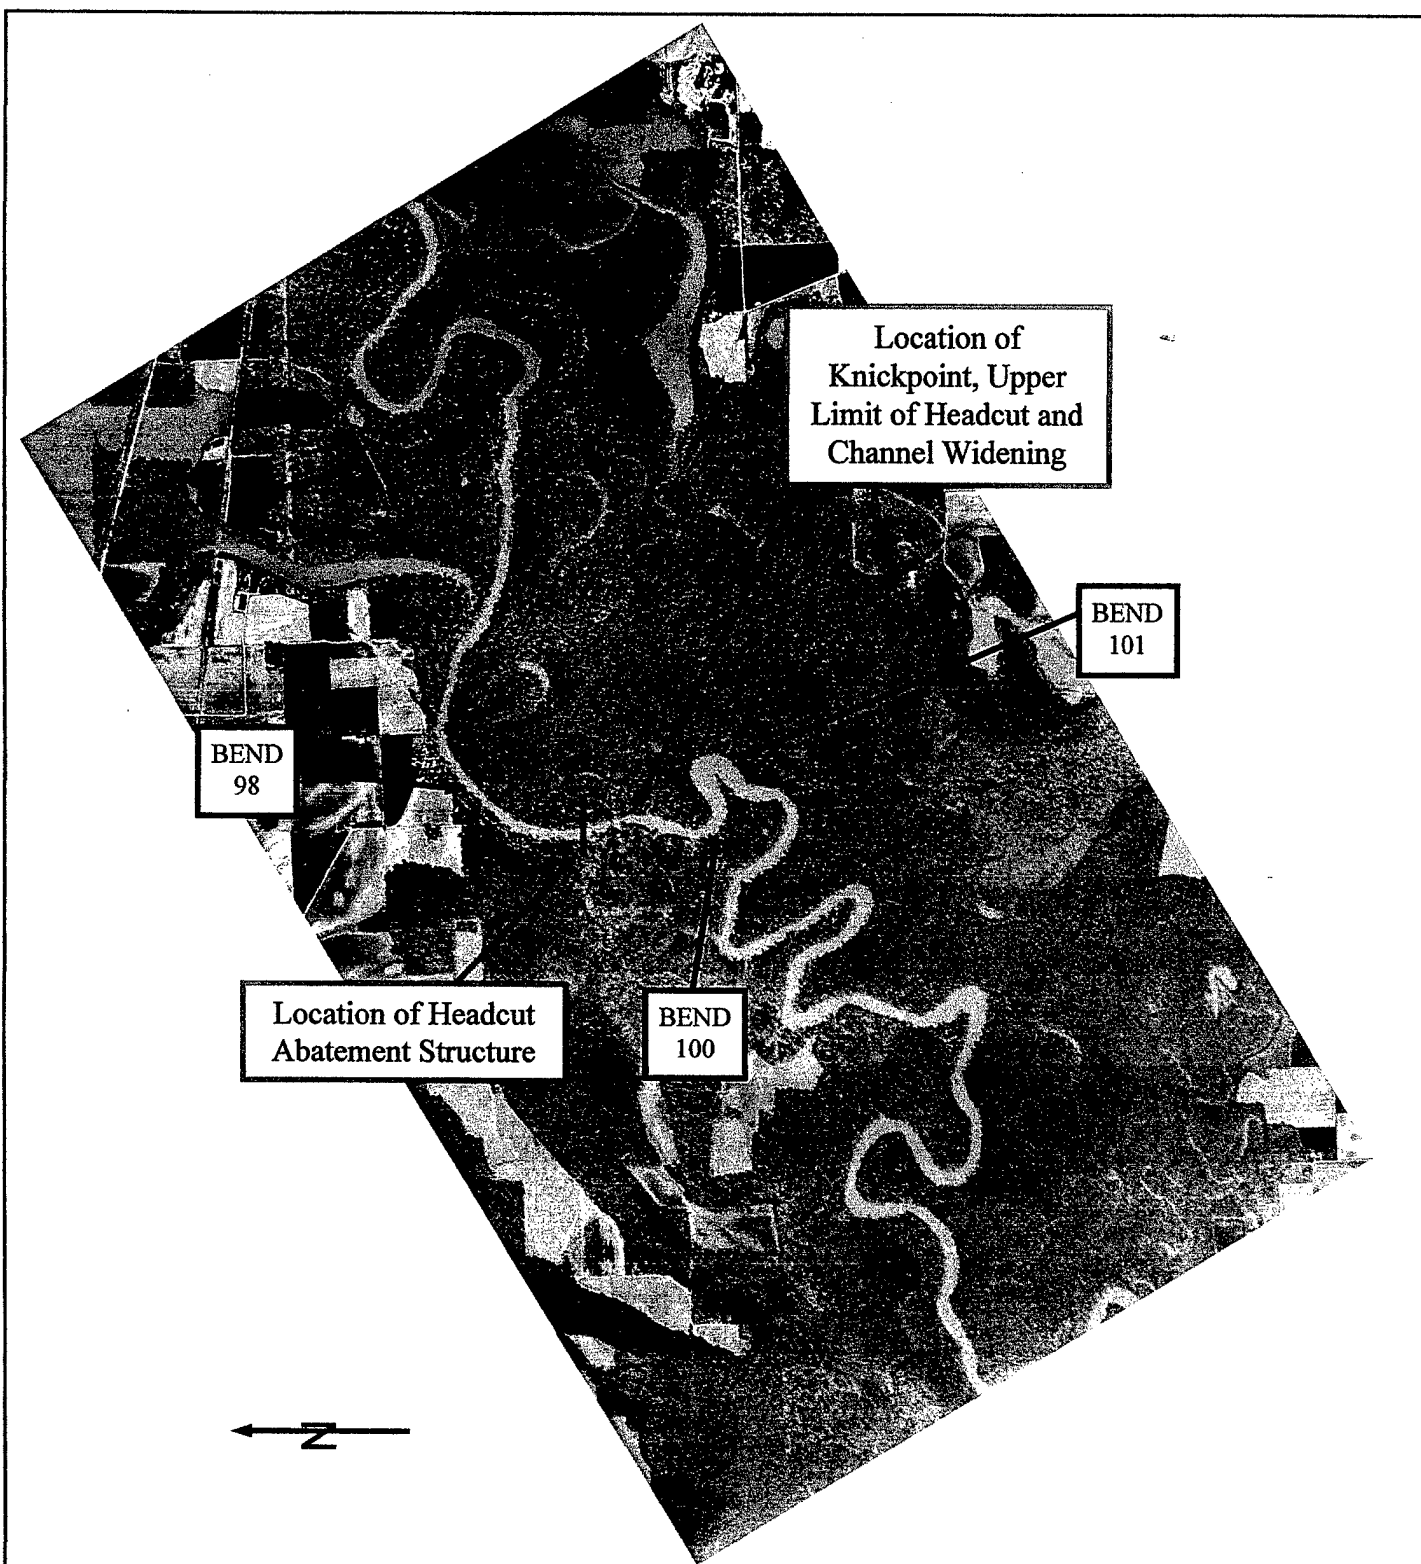 Location of
Knickpoint, Upper
Limit of Headcut and
Channel Widening
BEND
101
BEND
98
Location of Headcut
Abatement Structure
BEND
100
N